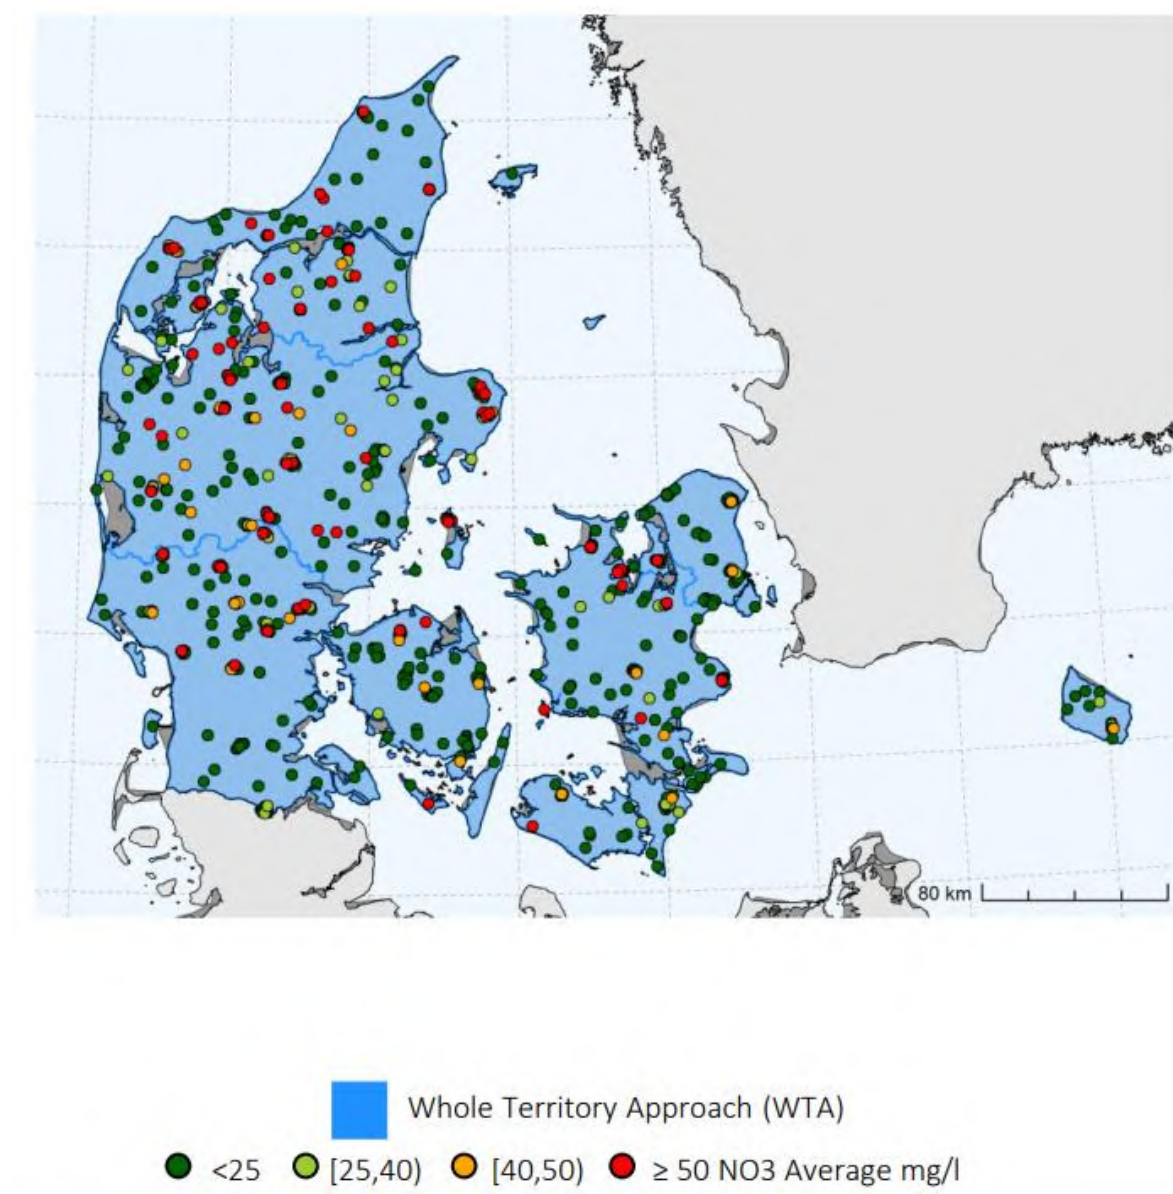 80 km
Whole Territory Approach (WTA)
<25 [25,40) [40,50) ≥ 50 NO3 Average mg/l